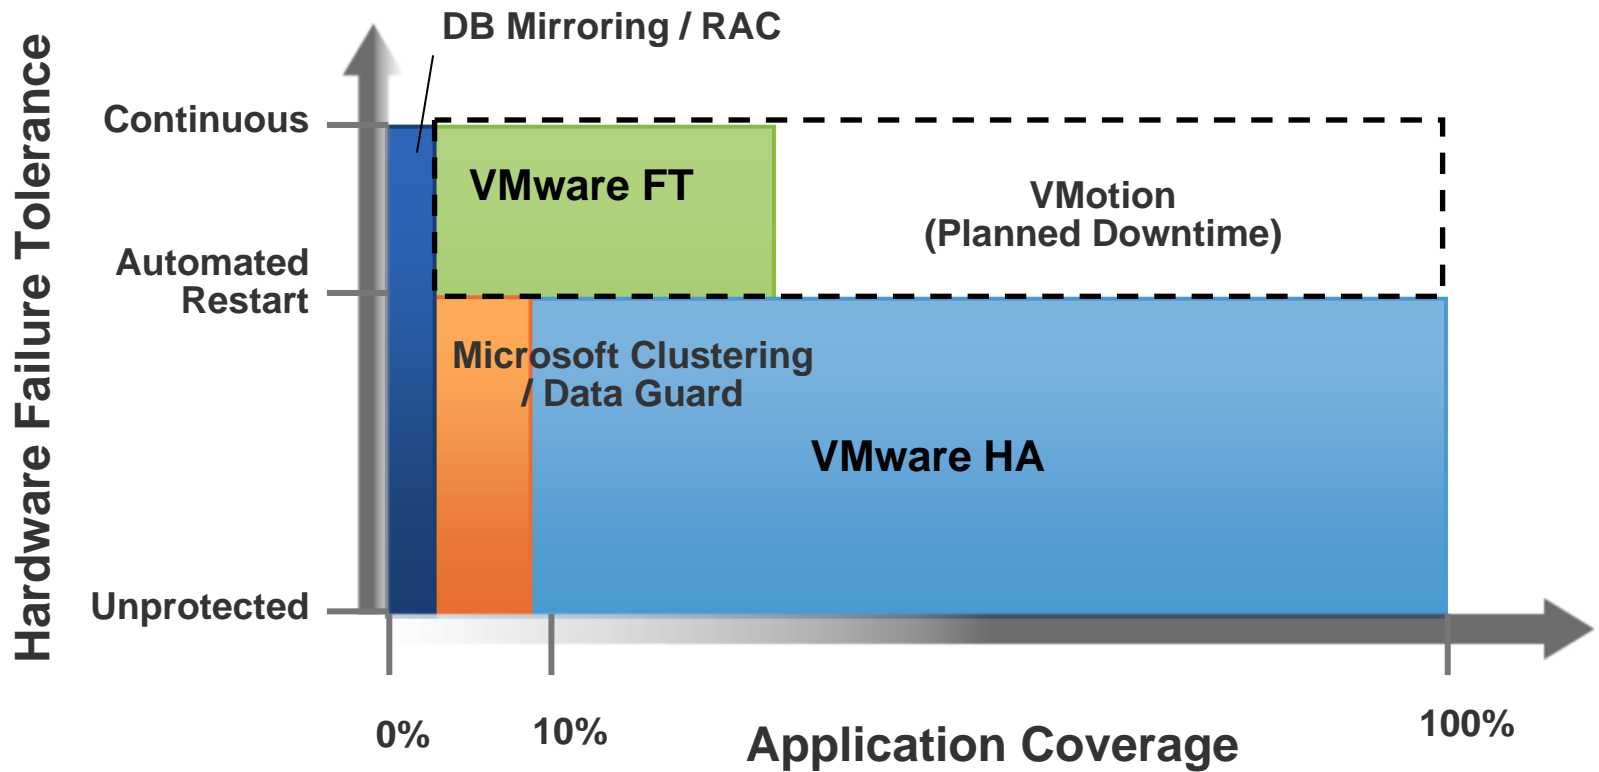 DB Mirroring / RAC
Hardware Failure Tolerance
Continuous
VMware FT
VMotion
(Planned Downtime)
Automated
Restart
Microsoft Clustering
/ Data Guard
VMware HA
Unprotected
0%
10%
100%
Application Coverage